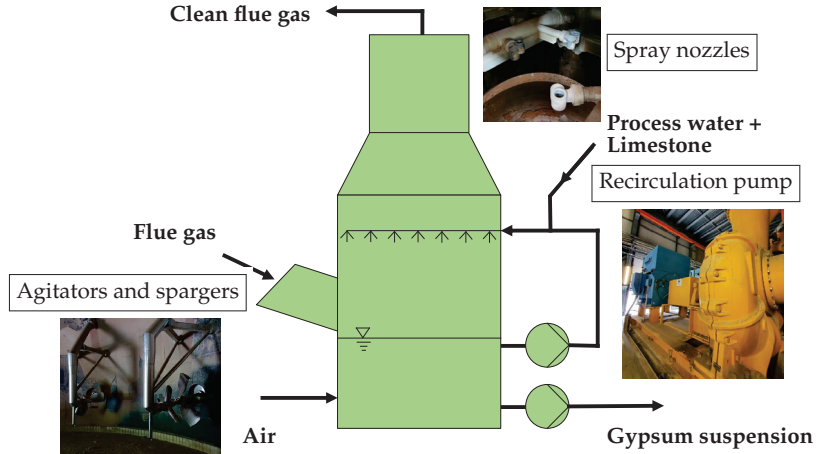 Clean flue gas
Spray nozzles
Process water +
Limestone
Recirculation pump
Flue gas
Agitators and spargers
Air
Gypsum suspension